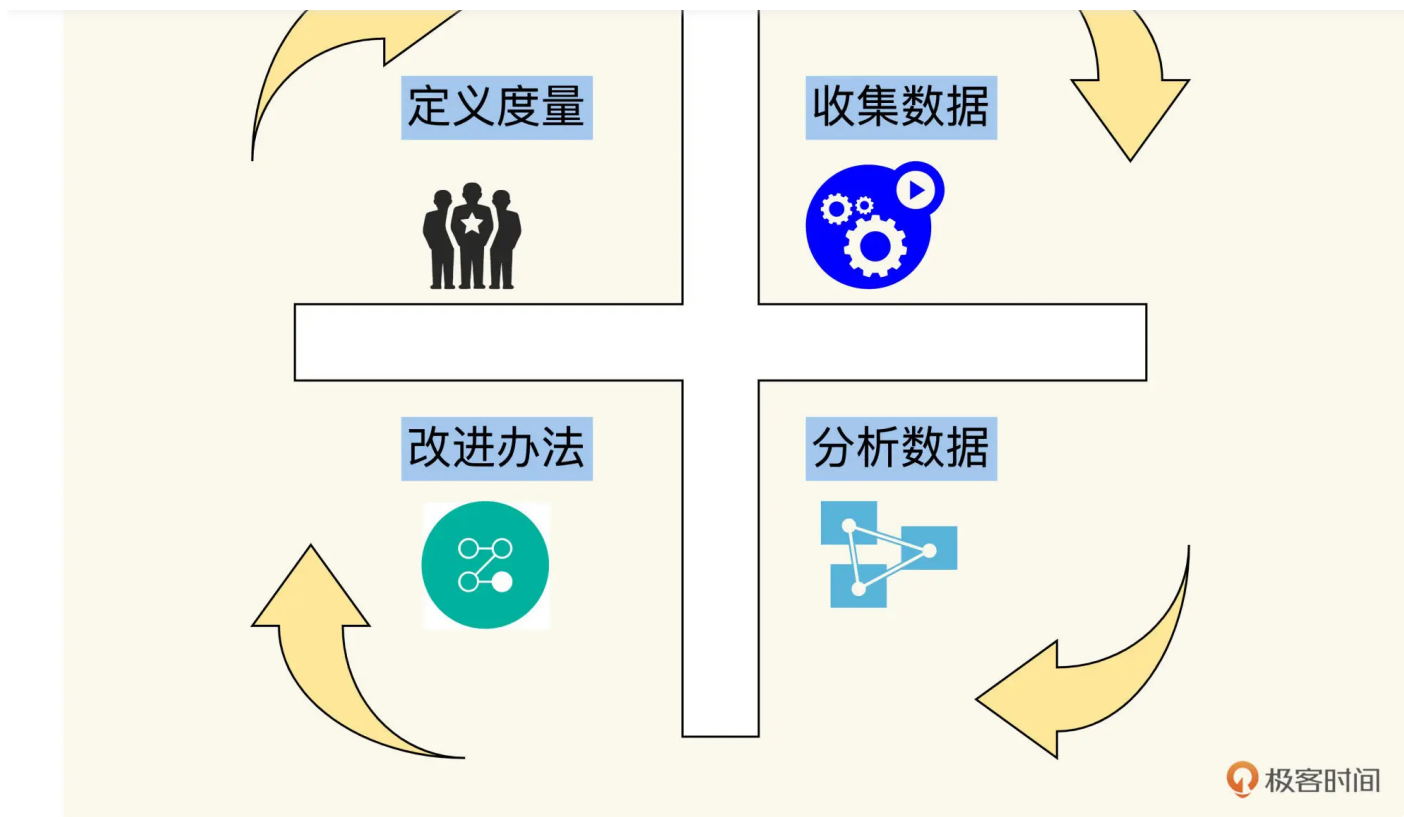 定义度量
收集数据
改进办法
分析数据
极客时间